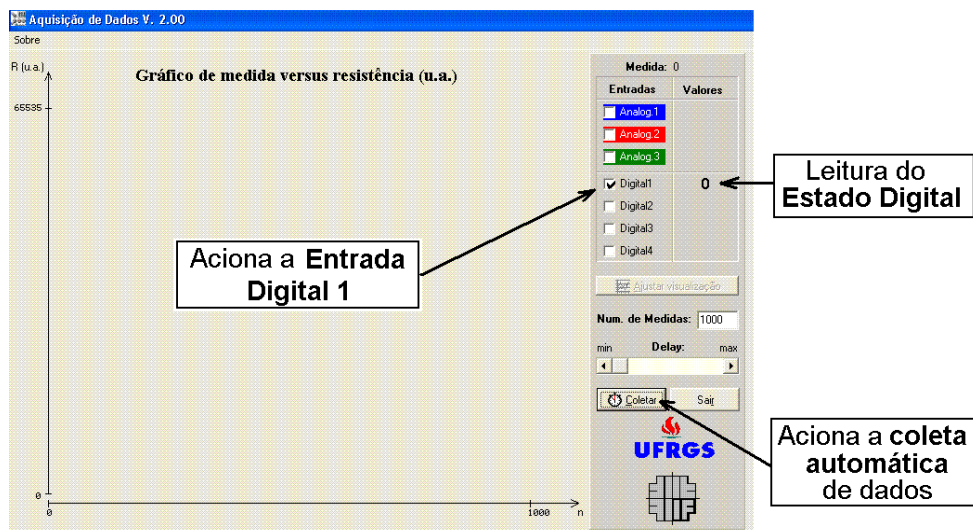 Aquisição de Dados V. 2.00
Sobre
R (u.a.)
Gráfico de medida versus resistência (u.a.)
65535
0
0
1000
n
Medida: 0
Entradas Valores
Analog.1
Analog.2
Analog.3
Digital1 0
Digital2
Digital3
Digital4
Ajustar visualização
Num. de Medidas: 1000
min Delay: max
Coletar Sair
UFRGS
IF
Aciona a Entrada
Digital 1
Leitura do
Estado Digital
Aciona a coleta
automática
de dados